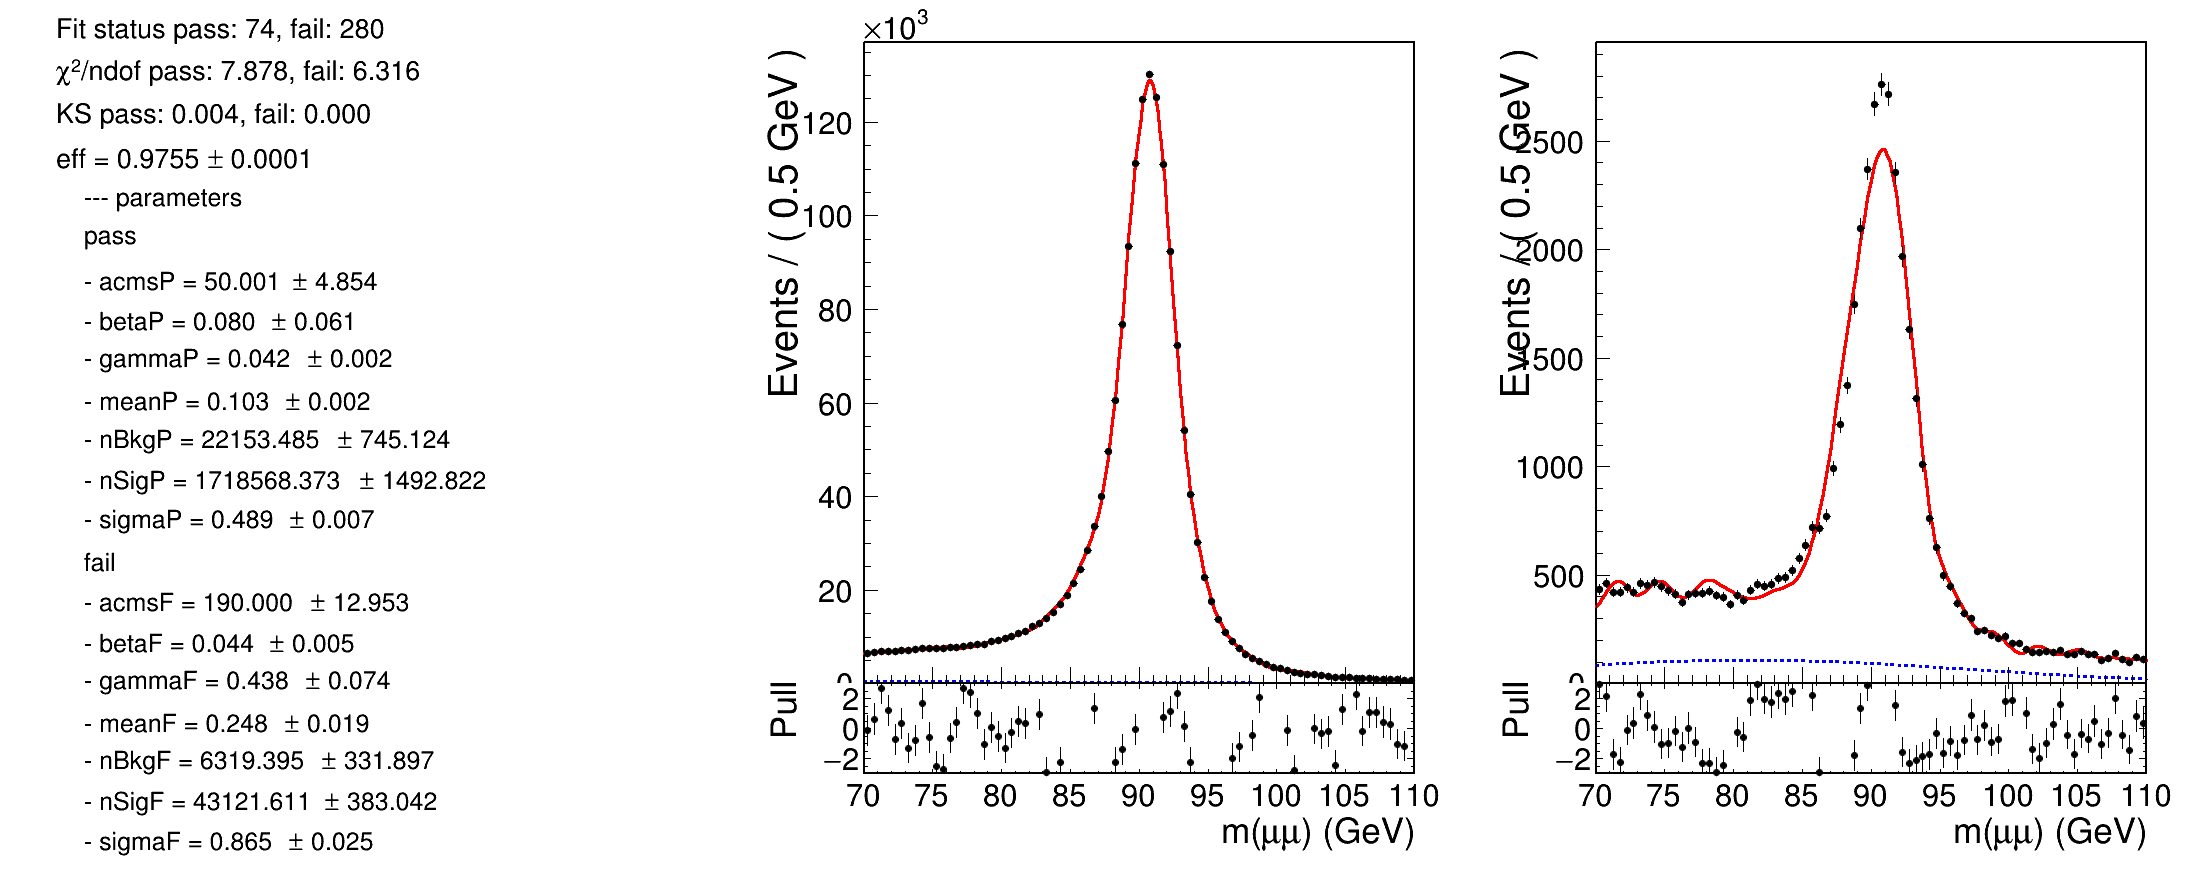 Fit status pass: 74, fail: 280
χ²/ndof pass: 7.878, fail: 6.316
KS pass: 0.004, fail: 0.000
eff = 0.9755 ± 0.0001
--- parameters
pass
- acmsP = 50.001 ± 4.854
- betaP = 0.080 ± 0.061
- gammaP = 0.042 ± 0.002
- meanP = 0.103 ± 0.002
- nBkgP = 22153.485 ± 745.124
- nSigP = 1718568.373 ± 1492.822
- sigmaP = 0.489 ± 0.007
fail
- acmsF = 190.000 ± 12.953
- betaF = 0.044 ± 0.005
- gammaF = 0.438 ± 0.074
- meanF = 0.248 ± 0.019
- nBkgF = 6319.395 ± 331.897
- nSigF = 43121.611 ± 383.042
- sigmaF = 0.865 ± 0.025
×10³
Events / ( 0.5 GeV )
120
100
80
60
40
20
0
Pull
2
0
−2
70 75 80 85 90 95 100 105 110
m(μμ) (GeV)
Events / ( 0.5 GeV )
2500
2000
1500
1000
500
0
Pull
2
0
−2
70 75 80 85 90 95 100 105 110
m(μμ) (GeV)